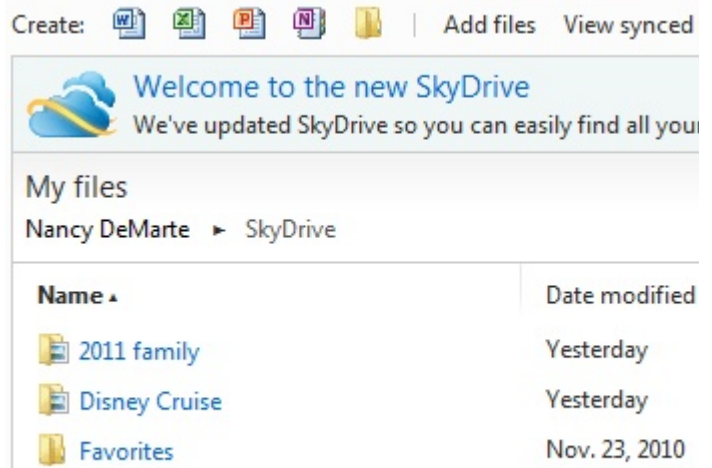 Create: Add files View synced
Welcome to the new SkyDrive
We've updated SkyDrive so you can easily find all you
My files
Nancy DeMarte ► SkyDrive
Name Date modified
2011 family Yesterday
Disney Cruise Yesterday
Favorites Nov. 23, 2010